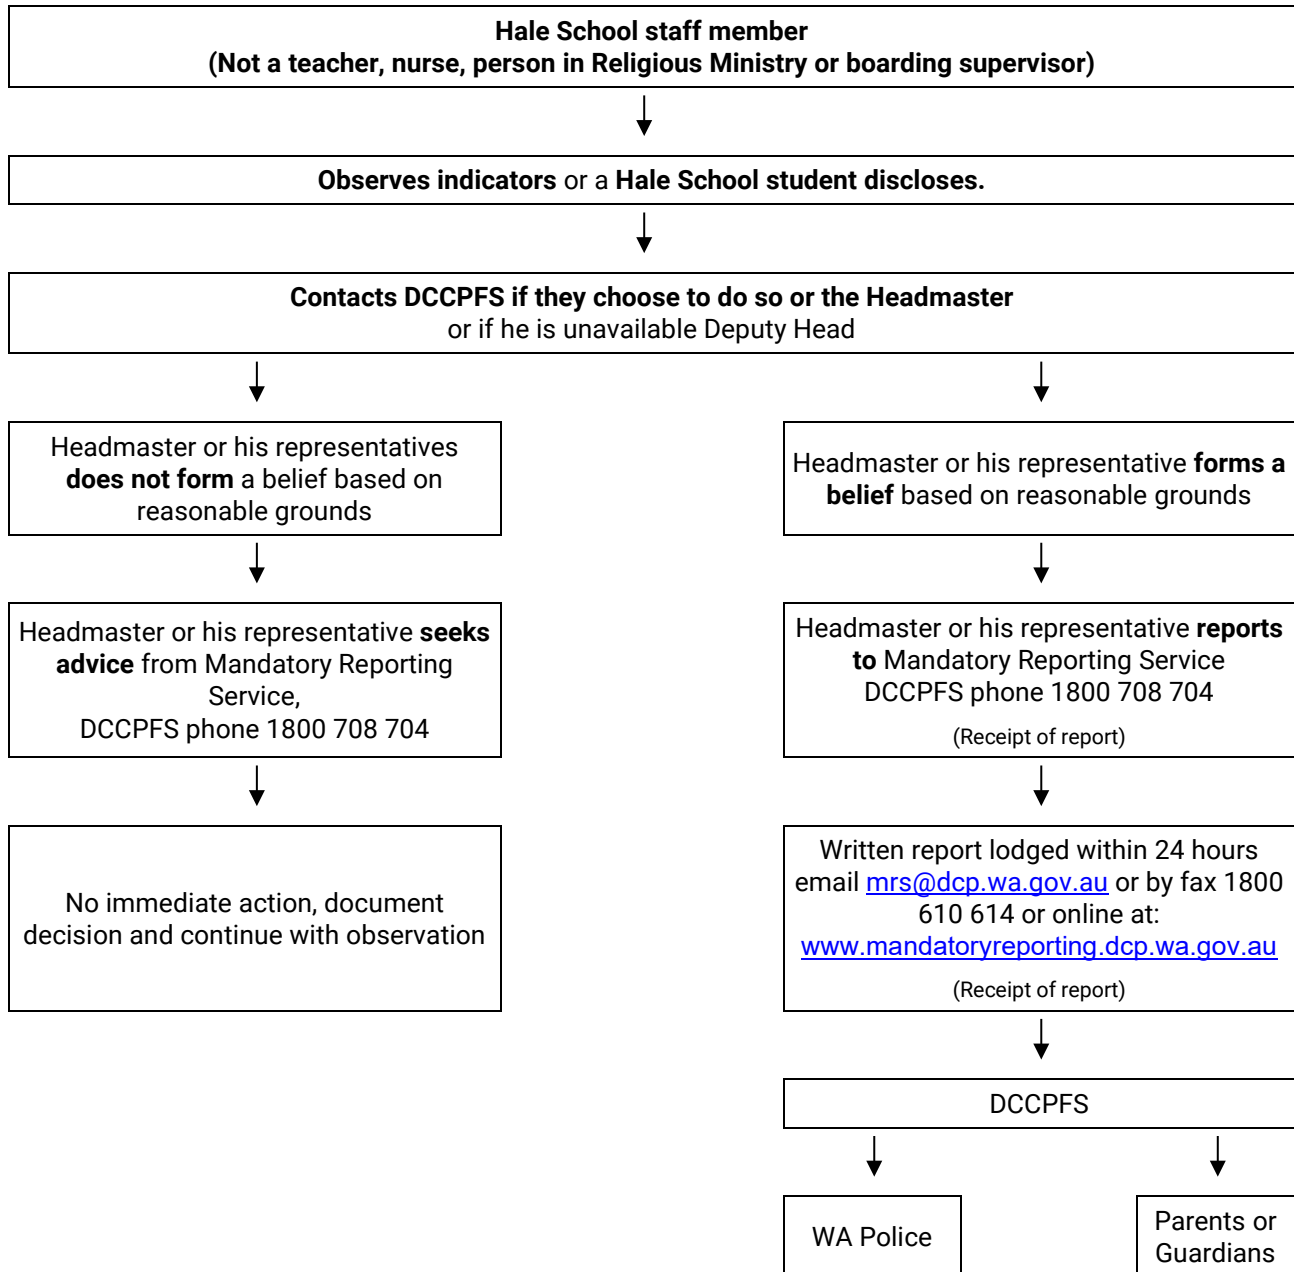 Hale School staff member
(Not a teacher, nurse, person in Religious Ministry or boarding supervisor)
Observes indicators or a Hale School student discloses.
Contacts DCCPFS if they choose to do so or the Headmaster
or if he is unavailable Deputy Head
Headmaster or his representatives
does not form a belief based on
reasonable grounds
Headmaster or his representative forms a
belief based on reasonable grounds
Headmaster or his representative seeks
advice from Mandatory Reporting
Service,
DCCPFS phone 1800 708 704
Headmaster or his representative reports
to Mandatory Reporting Service
DCCPFS phone 1800 708 704
(Receipt of report)
No immediate action, document
decision and continue with observation
Written report lodged within 24 hours
email mrs@dcp.wa.gov.au or by fax 1800
610 614 or online at:
www.mandatoryreporting.dcp.wa.gov.au
(Receipt of report)
DCCPFS
WA Police
Parents or
Guardians